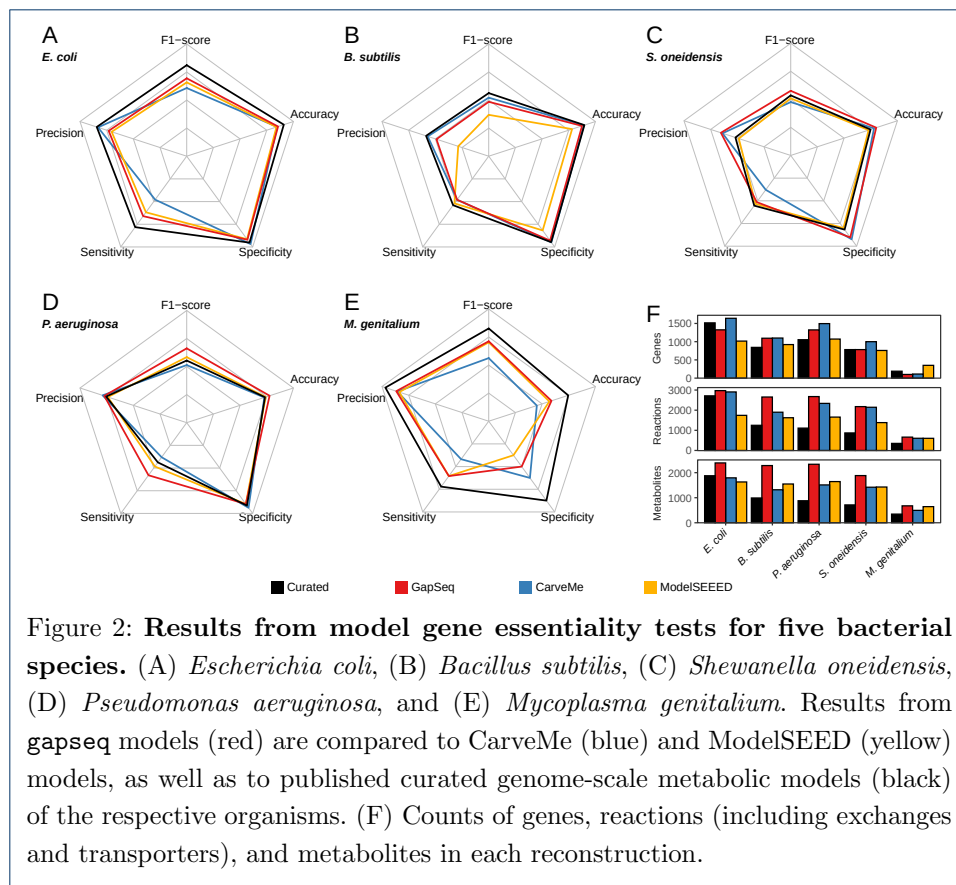 A
E. coli
F1−score
Accuracy
Precision
Sensitivity
Specificity
B
B. subtilis
F1−score
Accuracy
Precision
Sensitivity
Specificity
C
S. oneidensis
F1−score
Accuracy
Precision
Sensitivity
Specificity
D
P. aeruginosa
F1−score
Accuracy
Precision
Sensitivity
Specificity
E
M. genitalium
F1−score
Accuracy
Precision
Sensitivity
Specificity
F
Genes
1500
1000
500
0
Reactions
3000
2000
1000
0
Metabolites
2000
1000
0
E. coli
B. subtilis
P. aeruginosa
S. oneidensis
M. genitalium
Curated GapSeq CarveMe ModelSEEED
Figure 2: Results from model gene essentiality tests for five bacterial
species. (A) Escherichia coli, (B) Bacillus subtilis, (C) Shewanella oneidensis,
(D) Pseudomonas aeruginosa, and (E) Mycoplasma genitalium. Results from
gapseq models (red) are compared to CarveMe (blue) and ModelSEED (yellow)
models, as well as to published curated genome-scale metabolic models (black)
of the respective organisms. (F) Counts of genes, reactions (including exchanges
and transporters), and metabolites in each reconstruction.